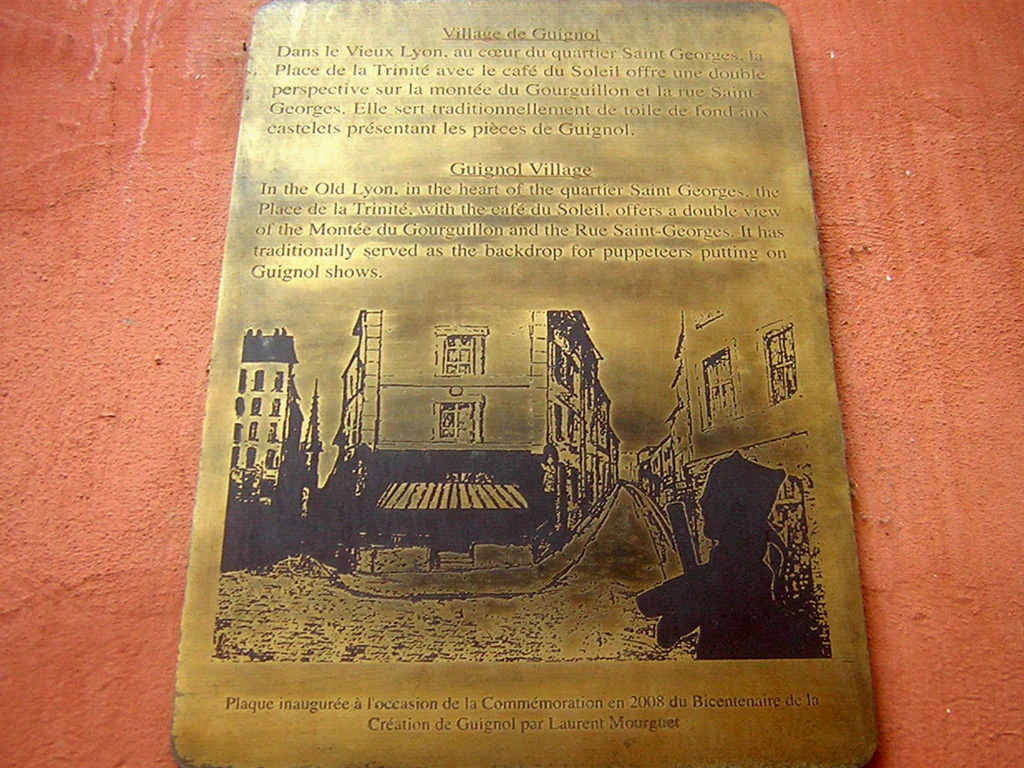 Village de Guignol
Dans le Vieux Lyon, au cœur du quartier Saint Georges, la
Place de la Trinité avec le café du Soleil offre une double
perspective sur la montée du Gourguillon et la rue Saint-
Georges. Elle sert traditionnellement de toile de fond aux
castelets présentant les pièces de Guignol.
Guignol Village
In the Old Lyon, in the heart of the quartier Saint Georges, the
Place de la Trinité, with the café du Soleil, offers a double view
of the Montée du Gourguillon and the Rue Saint-Georges. It has
traditionally served as the backdrop for puppeteers putting on
Guignol shows.
Plaque inaugurée à l'occasion de la Commémoration en 2008 du Bicentenaire de la
Création de Guignol par Laurent Mourguet